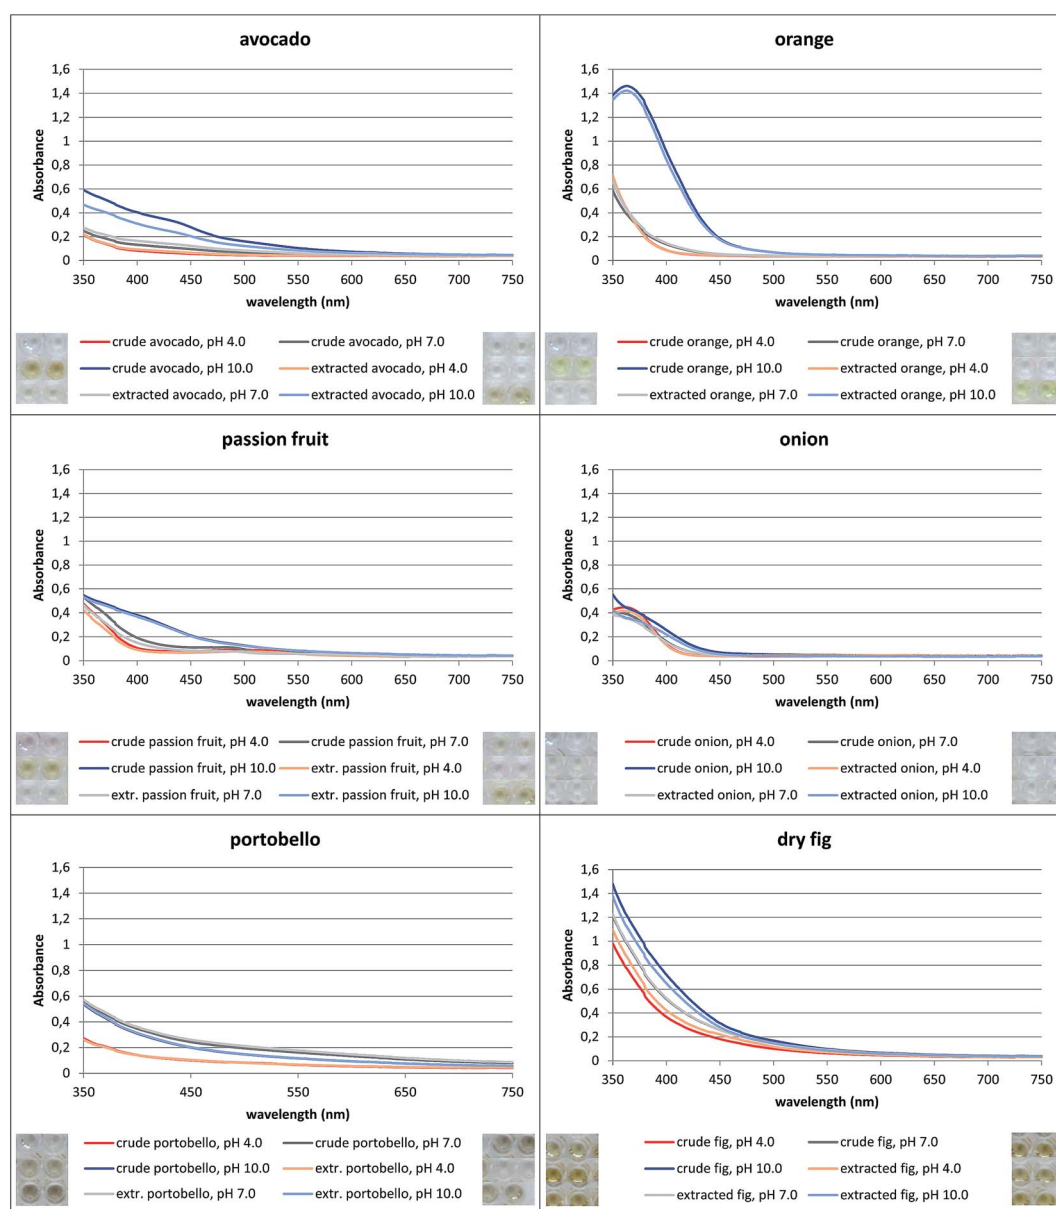 avocado
1,6
1,4
1,2
1
0,8
0,6
0,4
0,2
0
Absorbance
350 400 450 500 550 600 650 700 750
wavelength (nm)
crude avocado, pH 4.0 crude avocado, pH 7.0
crude avocado, pH 10.0 extracted avocado, pH 4.0
extracted avocado, pH 7.0 extracted avocado, pH 10.0
orange
1,6
1,4
1,2
1
0,8
0,6
0,4
0,2
0
Absorbance
350 400 450 500 550 600 650 700 750
wavelength (nm)
crude orange, pH 4.0 crude orange, pH 7.0
crude orange, pH 10.0 extracted orange, pH 4.0
extracted orange, pH 7.0 extracted orange, pH 10.0
passion fruit
1,6
1,4
1,2
1
0,8
0,6
0,4
0,2
0
Absorbance
350 400 450 500 550 600 650 700 750
wavelength (nm)
crude passion fruit, pH 4.0 crude passion fruit, pH 7.0
crude passion fruit, pH 10.0 extr. passion fruit, pH 4.0
extr. passion fruit, pH 7.0 extr. passion fruit, pH 10.0
onion
1,6
1,4
1,2
1
0,8
0,6
0,4
0,2
0
Absorbance
350 400 450 500 550 600 650 700 750
wavelength (nm)
crude onion, pH 4.0 crude onion, pH 7.0
crude onion, pH 10.0 extracted onion, pH 4.0
extracted onion, pH 7.0 extracted onion, pH 10.0
portobello
1,6
1,4
1,2
1
0,8
0,6
0,4
0,2
0
Absorbance
350 450 550 650 750
wavelength (nm)
crude portobello, pH 4.0 crude portobello, pH 7.0
crude portobello, pH 10.0 extr. portobello, pH 4.0
extr. portobello, pH 7.0 extr. portobello, pH 10.0
dry fig
1,6
1,4
1,2
1
0,8
0,6
0,4
0,2
0
Absorbance
350 400 450 500 550 600 650 700 750
wavelength (nm)
crude fig, pH 4.0 crude fig, pH 7.0
crude fig, pH 10.0 extracted fig, pH 4.0
extracted fig, pH 7.0 extracted fig, pH 10.0